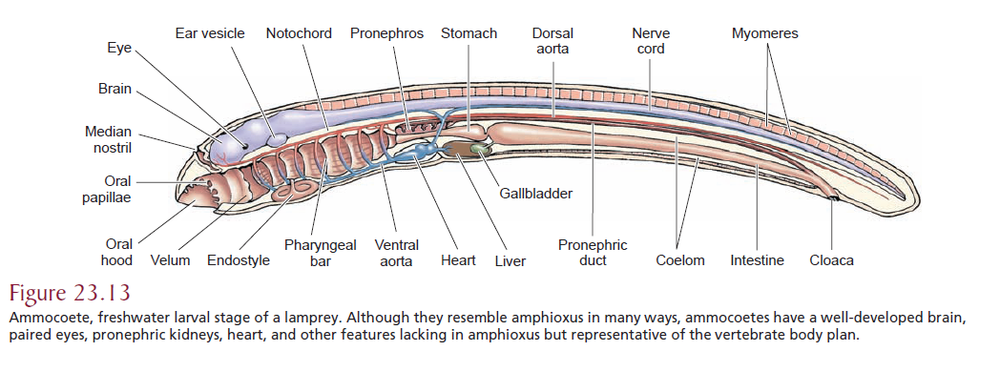 Ear vesicle Notochord Pronephros Stomach Dorsal aorta Nerve cord Myomeres
Eye
Brain
Median
nostril
Oral
papillae
Gallbladder
Oral
hood
Velum Endostyle
Pharyngeal
bar
Ventral
aorta
Heart Liver
Pronephric
duct
Coelom Intestine Cloaca
Figure 23.13
Ammocoete, freshwater larval stage of a lamprey. Although they resemble amphioxus in many ways, ammocoetes have a well-developed brain,
paired eyes, pronephric kidneys, heart, and other features lacking in amphioxus but representative of the vertebrate body plan.